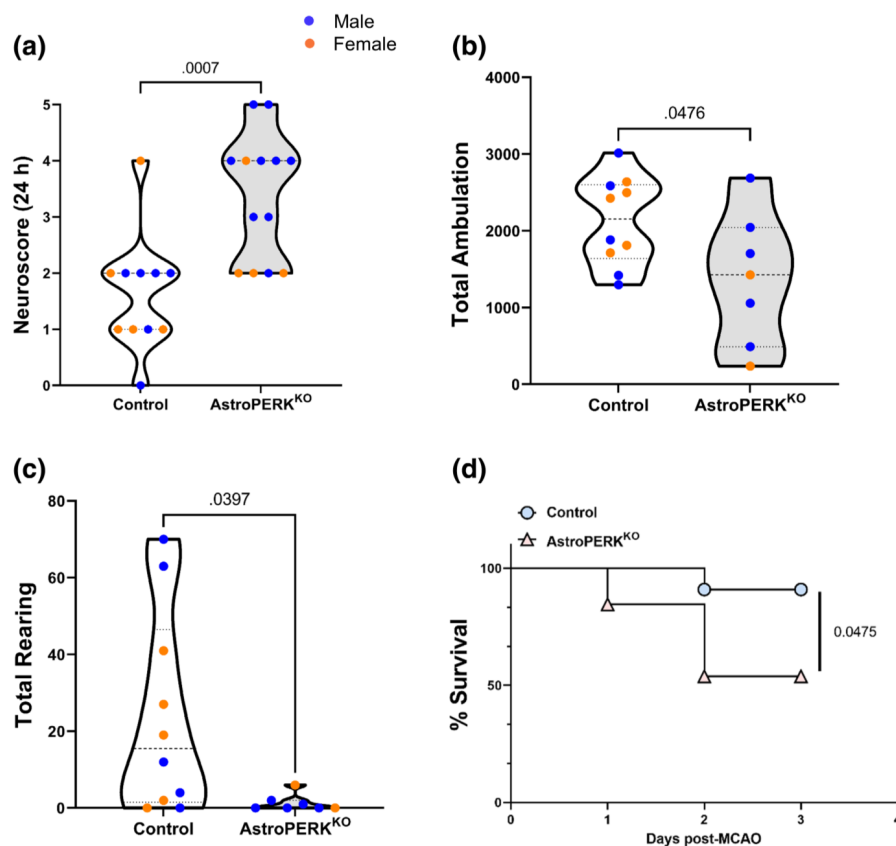 Male
Female
(a)
.0007
Neuroscore (24 h)
5
4
3
2
1
0
Control
AstroPERKᴷᴼ
(b)
.0476
Total Ambulation
4000
3000
2000
1000
0
Control
AstroPERKᴷᴼ
(c)
.0397
Total Rearing
80
60
40
20
0
Control
AstroPERKᴷᴼ
(d)
Control
AstroPERKᴷᴼ
% Survival
100
50
0
0.0475
0
1
2
3
4
Days post-MCAO